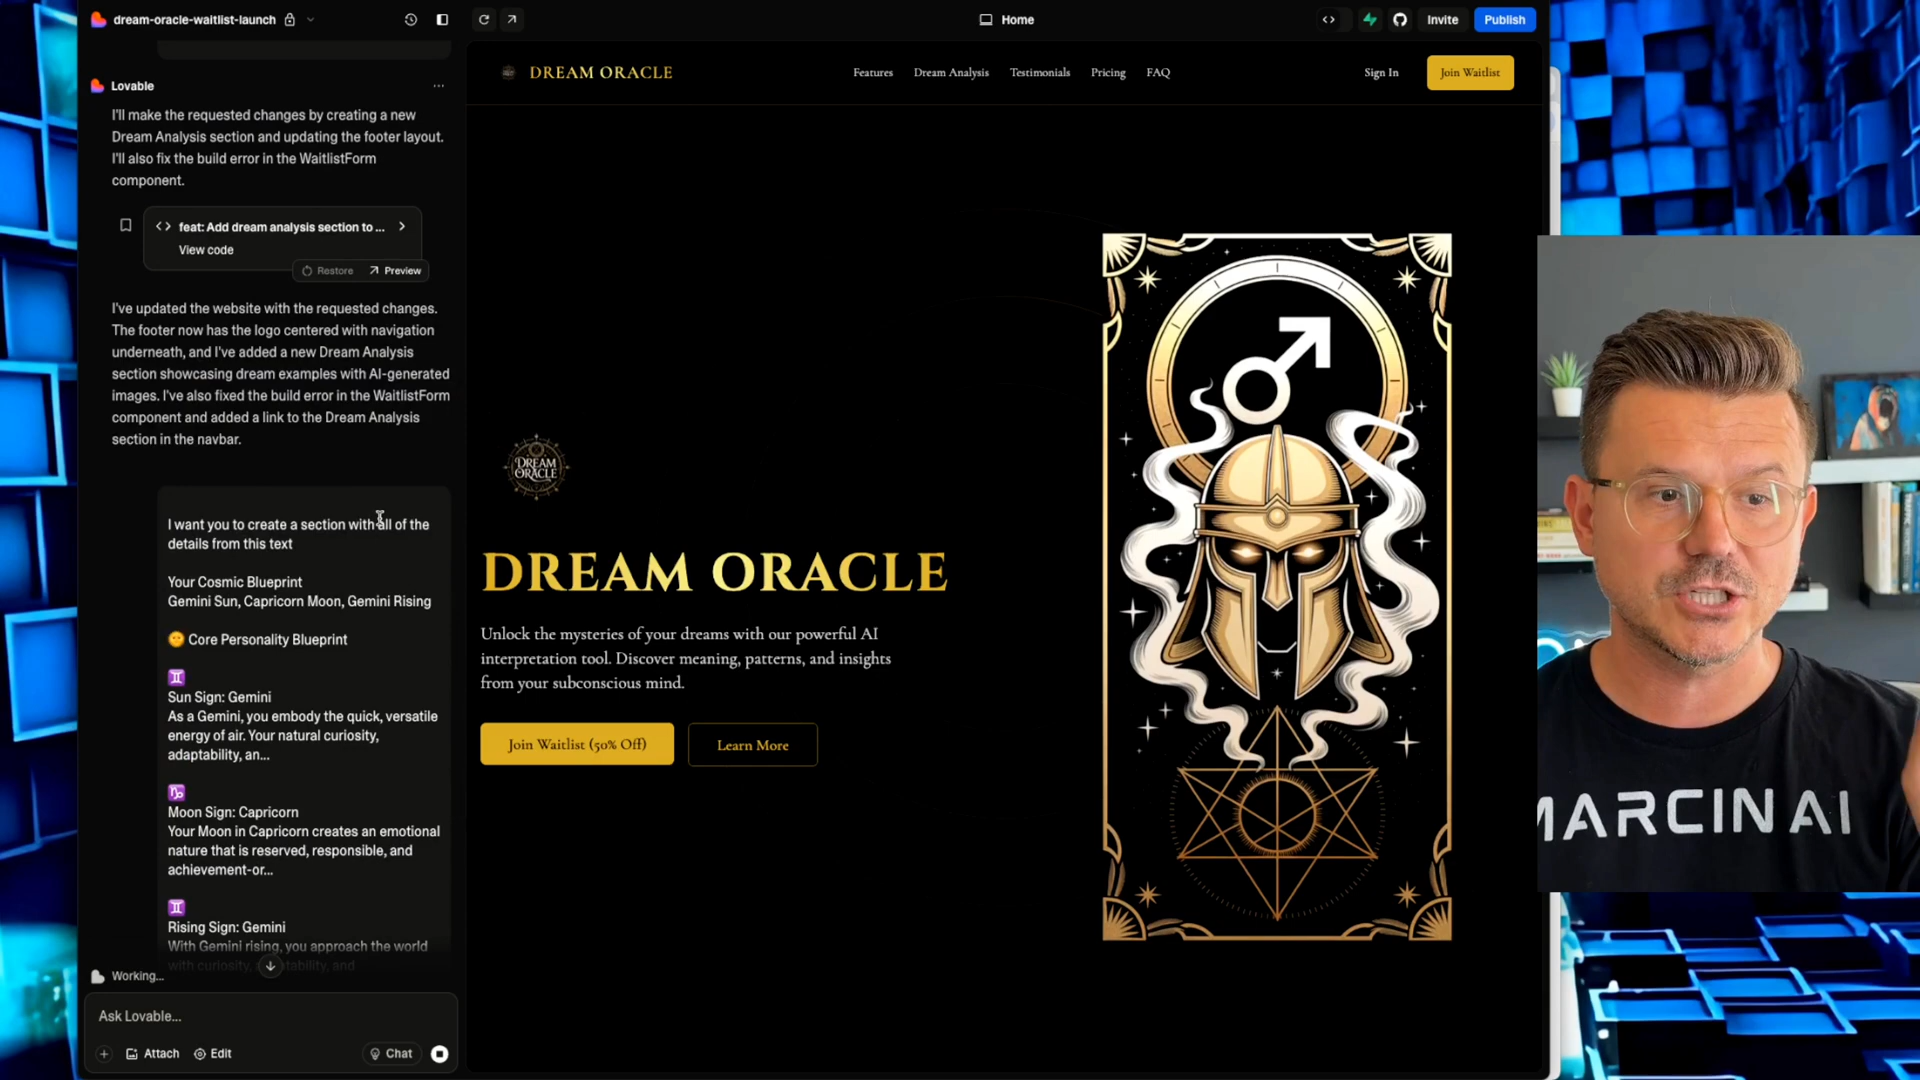 dream-oracle-waitlist-launch
Home
Invite
Publish
Lovable
I'll make the requested changes by creating a new
Dream Analysis section and updating the footer layout.
I'll also fix the build error in the WaitlistForm
component.
feat: Add dream analysis section to ...
View code
Restore
Preview
I've updated the website with the requested changes.
The footer now has the logo centered with navigation
underneath, and I've added a new Dream Analysis
section showcasing dream examples with AI-generated
images. I've also fixed the build error in the WaitlistForm
component and added a link to the Dream Analysis
section in the navbar.
I want you to create a section with all of the
details from this text
Your Cosmic Blueprint
Gemini Sun, Capricorn Moon, Gemini Rising
Core Personality Blueprint
Sun Sign: Gemini
As a Gemini, you embody the quick, versatile
energy of air. Your natural curiosity,
adaptability, an...
Moon Sign: Capricorn
Your Moon in Capricorn creates an emotional
nature that is reserved, responsible, and
achievement-or...
Rising Sign: Gemini
With Gemini rising, you approach the world
with curiosity, and
Working...
Ask Lovable...
Attach
Edit
Chat
DREAM ORACLE
Features
Dream Analysis
Testimonials
Pricing
FAQ
Sign In
Join Waitlist
DREAM
ORACLE
DREAM ORACLE
Unlock the mysteries of your dreams with our powerful AI
interpretation tool. Discover meaning, patterns, and insights
from your subconscious mind.
Join Waitlist (50% Off)
Learn More
MARCIN AI